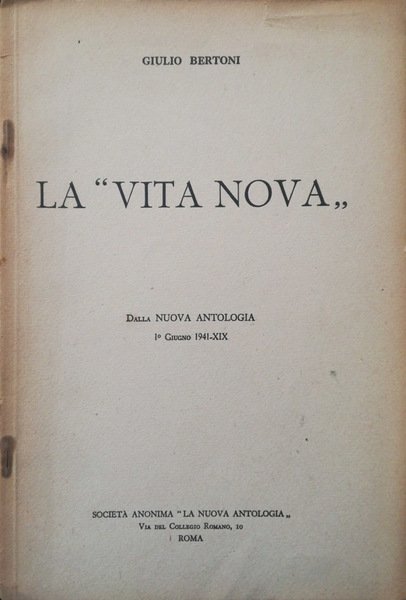 GIULIO BERTONI
LA “VITA NOVA„
DALLA NUOVA ANTOLOGIA
1º GIUGNO 1941-XIX
SOCIETÀ ANONIMA “LA NUOVA ANTOLOGIA„
VIA DEL COLLEGIO ROMANO, 10
ROMA